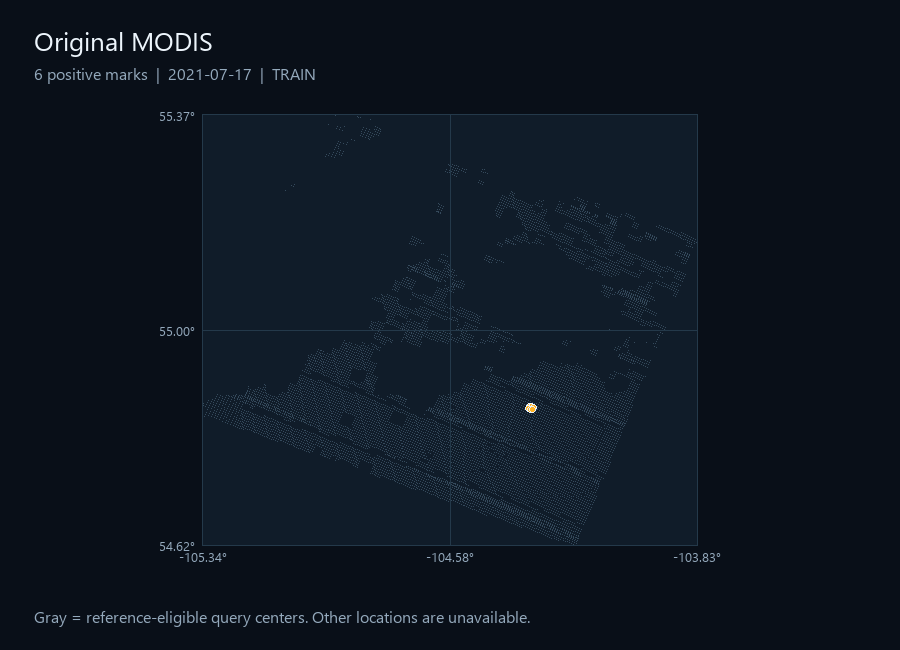 Original MODIS
6 positive marks | 2021-07-17 | TRAIN
55.37°
55.00°
54.62°
-105.34°
-104.58°
-103.83°
Gray = reference-eligible query centers. Other locations are unavailable.